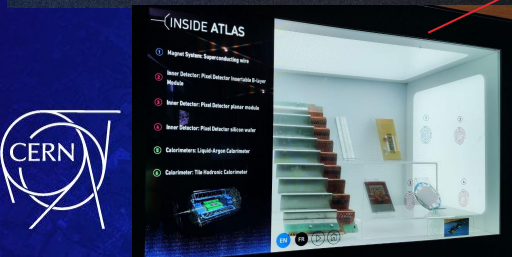 INSIDE ATLAS
1 Magnet System: Superconducting wire
2 Inner Detector: Pixel Detector Insertable B-layer
Module
3 Inner Detector: Pixel Detector planar module
4 Inner Detector: Pixel Detector silicon wafer
5 Calorimeters: Liquid-Argon Calorimeter
6 Calorimeter: Tile Hadronic Calorimeter
CERN
EN FR